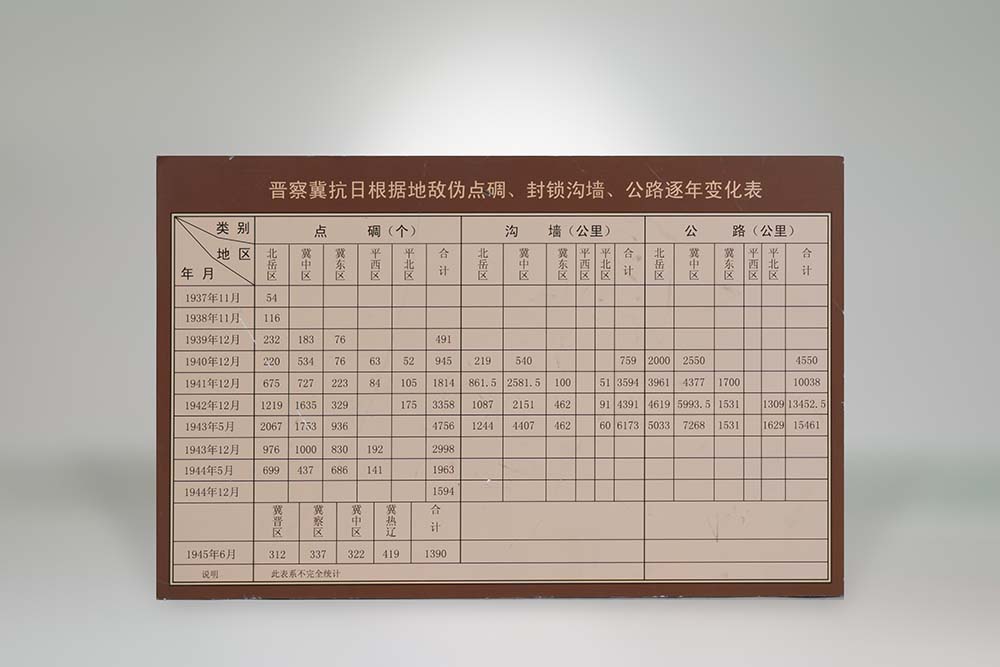 晋察冀抗日根据地敌伪点碉、封锁沟墙、公路逐年变化表
类别 点 碉（个） 沟 墙（公里） 公 路（公里）
地区
年月 北岳区 冀中区 冀东区 平西区 平北区 合计 北岳区 冀中区 冀东区 平西区 平北区 合计 北岳区 冀中区 冀东区 平西区 平北区 合计
1937年11月 54
1938年11月 116
1939年12月 232 183 76 491
1940年12月 220 534 76 63 52 945 219 540 759 2000 2550 4550
1941年12月 675 727 223 84 105 1814 861.5 2581.5 100 51 3594 3961 4377 1700 10038
1942年12月 1219 1635 329 175 3358 1087 2151 462 91 4391 4619 5993.5 1531 1309 13452.5
1943年5月 2067 1753 936 4756 1244 4407 462 60 6173 5033 7268 1531 1629 15461
1943年12月 976 1000 830 192 2998
1944年5月 699 437 686 141 1963
1944年12月 1594
冀晋区 冀察区 冀中区 冀热辽 合计
1945年6月 312 337 322 419 1390
说明 此表系不完全统计